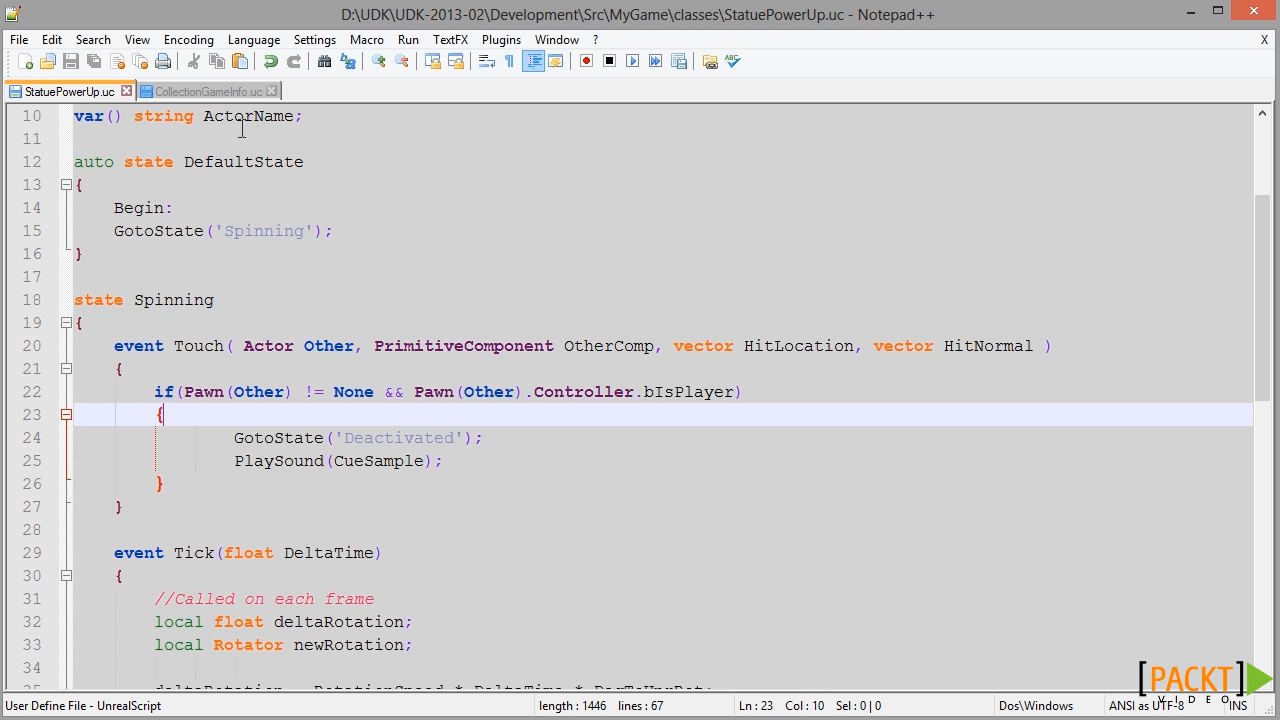 D:\UDK\UDK-2013-02\Development\Src\MyGame\classes\StatuePowerUp.uc - Notepad++
File Edit Search View Encoding Language Settings Macro Run TextFX Plugins Window ? X
StatuePowerUp.uc CollectionGameInfo.uc
10 var() string ActorName;
11
12 auto state DefaultState
13 {
14 Begin:
15 GotoState('Spinning');
16 }
17
18 state Spinning
19 {
20 event Touch( Actor Other, PrimitiveComponent OtherComp, vector HitLocation, vector HitNormal )
21 {
22 if(Pawn(Other) != None && Pawn(Other).Controller.bIsPlayer)
23 {
24 GotoState('Deactivated');
25 PlaySound(CueSample);
26 }
27 }
28
29 event Tick(float DeltaTime)
30 {
31 //Called on each frame
32 local float deltaRotation;
33 local Rotator newRotation;
34
[PACKT]
VIDEO
User Define File - UnrealScript length : 1446 lines : 67 Ln : 23 Col : 10 Sel : 0 | 0 Dos\Windows ANSI as UTF-8 INS